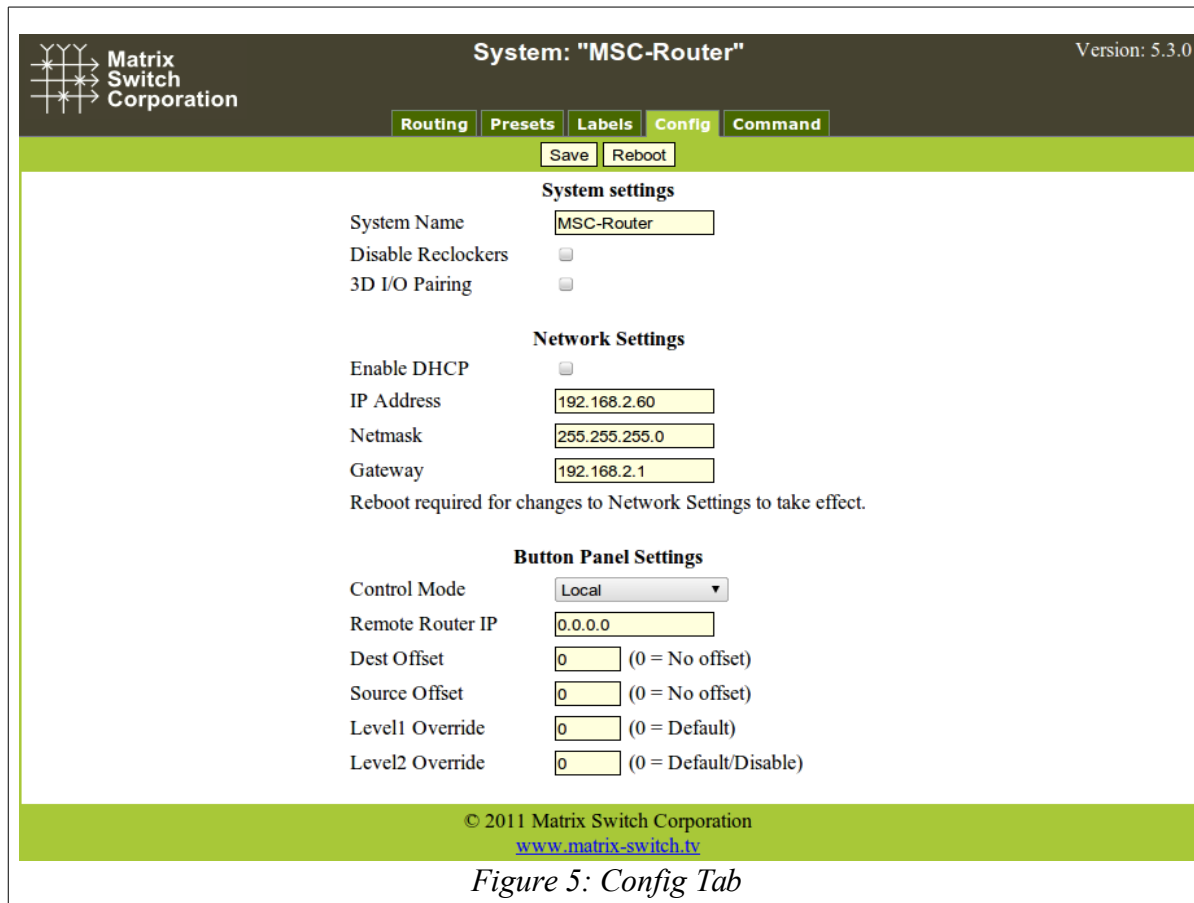 Matrix
Switch
Corporation
System: "MSC-Router"
Version: 5.3.0
Routing Presets Labels Config Command
Save Reboot
System settings
System Name MSC-Router
Disable Reclockers
3D I/O Pairing
Network Settings
Enable DHCP
IP Address 192.168.2.60
Netmask 255.255.255.0
Gateway 192.168.2.1
Reboot required for changes to Network Settings to take effect.
Button Panel Settings
Control Mode Local
Remote Router IP 0.0.0.0
Dest Offset 0 (0 = No offset)
Source Offset 0 (0 = No offset)
Level1 Override 0 (0 = Default)
Level2 Override 0 (0 = Default/Disable)
© 2011 Matrix Switch Corporation
www.matrix-switch.tv
Figure 5: Config Tab